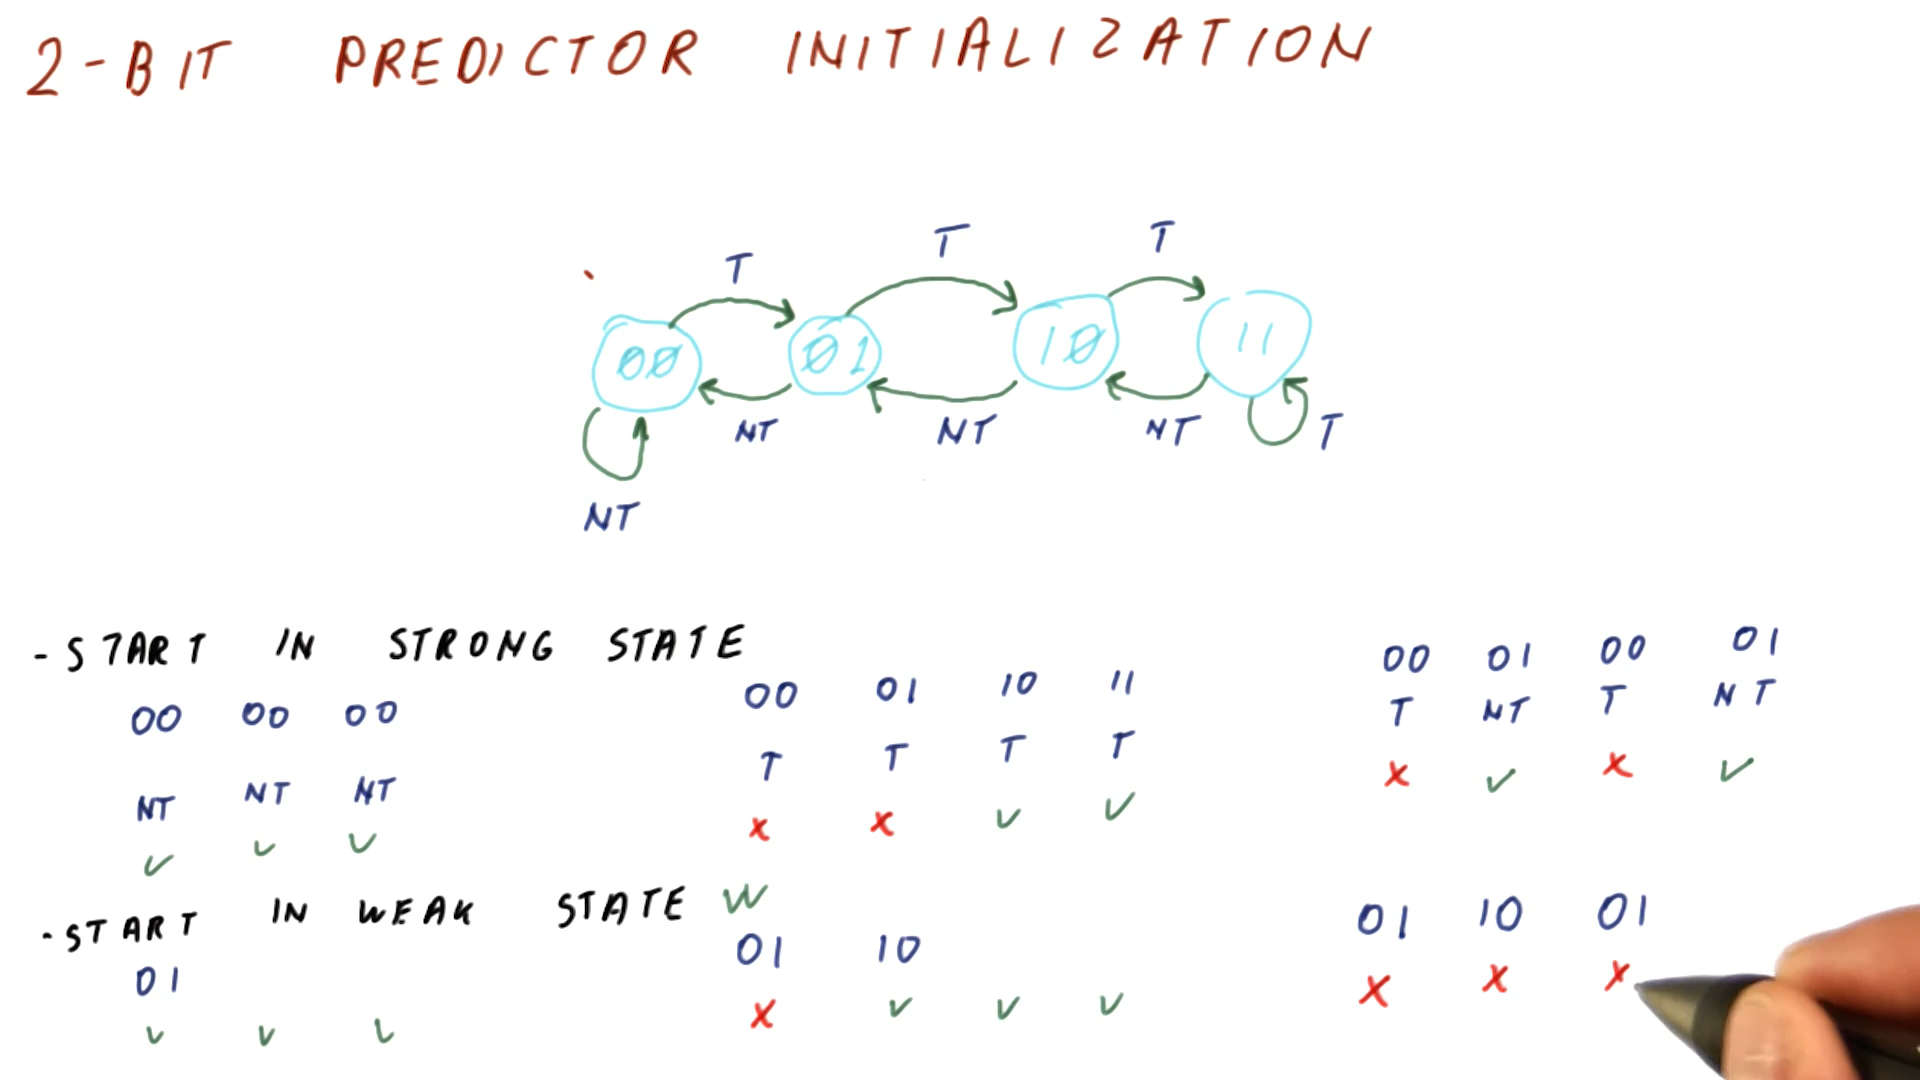 2-BIT PREDICTOR INITIALIZATION
T T T
00 01 10 11
NT NT NT T
NT
- START IN STRONG STATE
00 00 00
NT NT NT
✓ ✓ ✓
00 01 10 11
T T T T
x x ✓ ✓
00 01 00 01
T NT T NT
x ✓ x ✓
- START IN WEAK STATE W
01
✓ ✓ ✓
01 10
x ✓ ✓ ✓
01 10 01
x x x